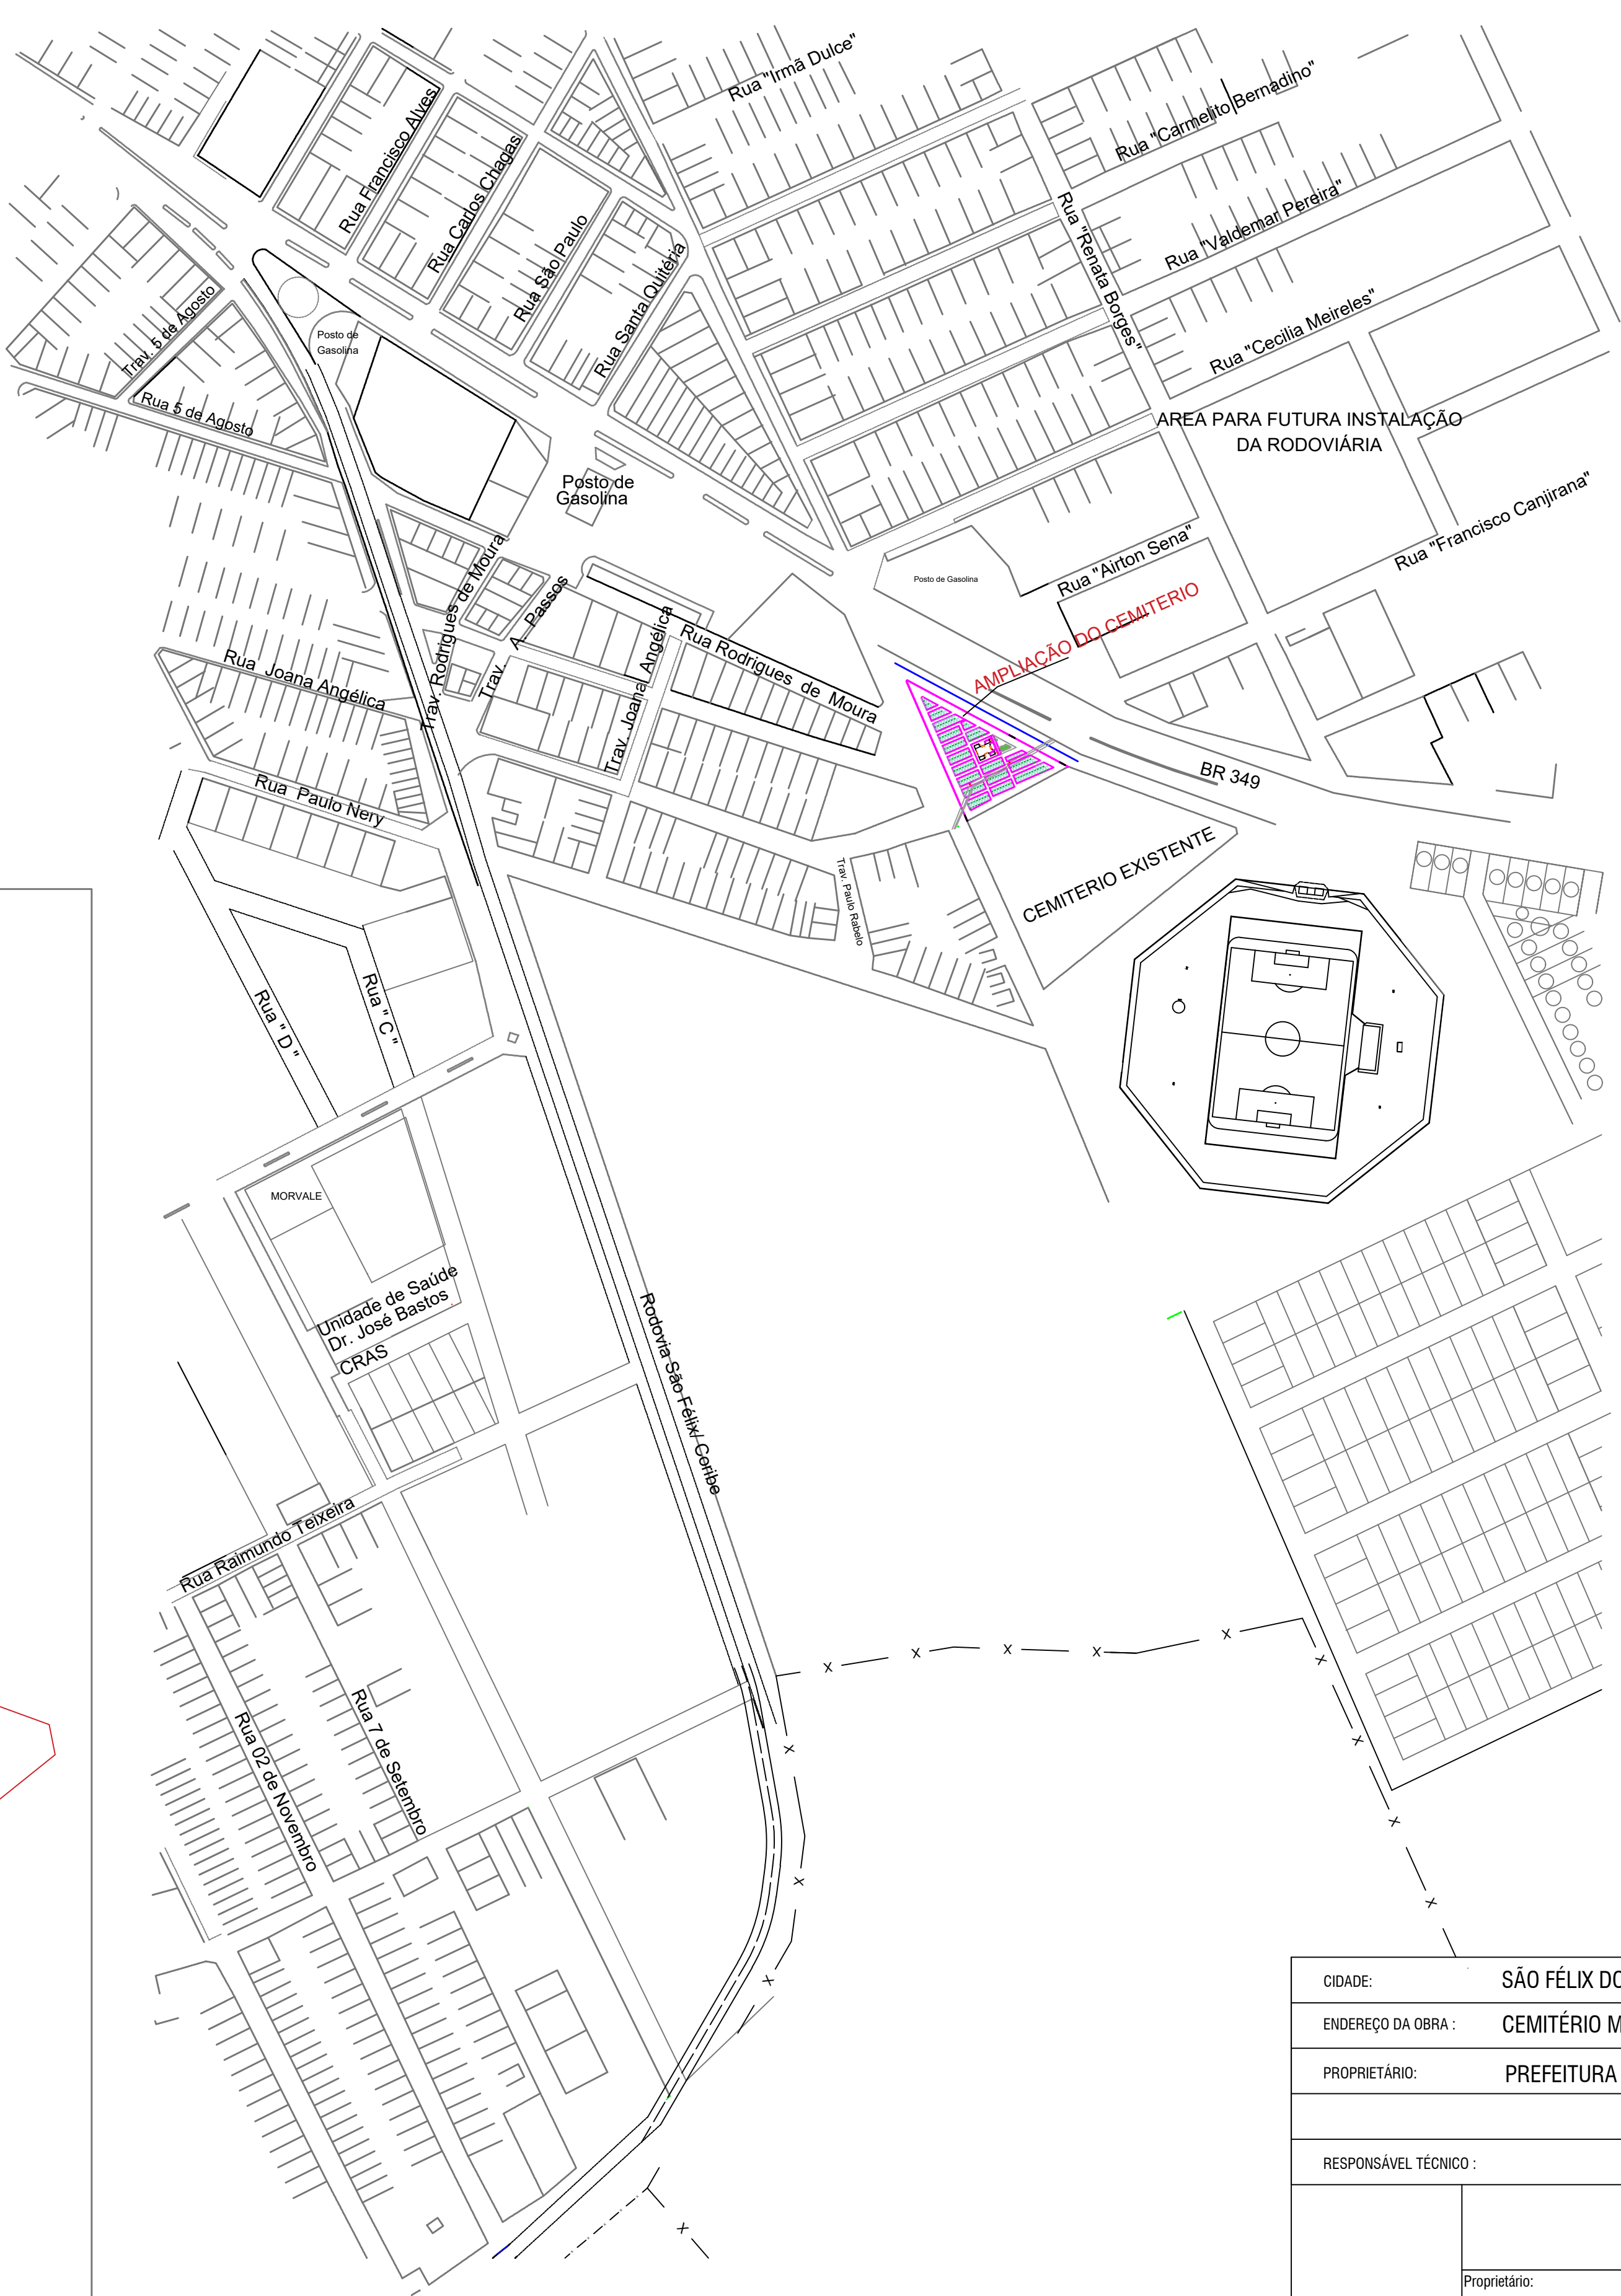 Rua "Irmã Dulce"
Rua "Carmelito Bernadino"
Rua Francisco Alves
Rua Carlos Chagas
Rua São Paulo
Rua Santa Quitéria
Rua "Renata Borges"
Rua "Valdemar Pereira"
Rua "Cecilia Meireles"
Trav. 5 de Agosto
Posto de
Gasolina
Rua 5 de Agosto
AREA PARA FUTURA INSTALAÇÃO
DA RODOVIÁRIA
Posto de
Gasolina
Rua "Francisco Canjirana"
Posto de Gasolina
Rua "Airton Sena"
AMPLIAÇÃO DO CEMITERIO
Trav. Rodrigues de Moura
Trav. A. Passos
Trav. Joana Angélica
Rua Rodrigues de Moura
Rua Joana Angélica
Rua Paulo Nery
BR 349
CEMITERIO EXISTENTE
Trav. Paulo Rabelo
Rua " D "
Rua " C "
MORVALE
Unidade de Saúde
Dr. José Bastos
CRAS
Rodovia São Félix/ Coribe
Rua Raimundo Teixeira
Rua 02 de Novembro
Rua 7 de Setembro
x x x x x
x x x x x x x x x
CIDADE: SÃO FÉLIX DO
ENDEREÇO DA OBRA : CEMITÉRIO M
PROPRIETÁRIO: PREFEITURA
RESPONSÁVEL TÉCNICO :
Proprietário: